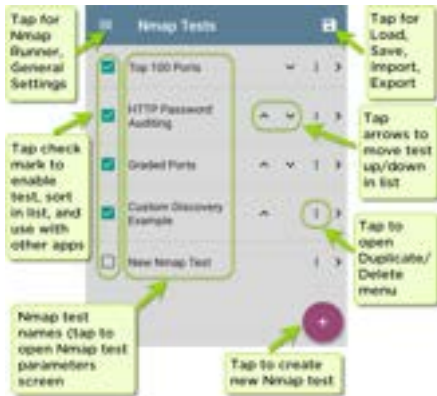 Tap for
Nmap
Runner,
General
Settings
Nmap Tests
Tap for
Load,
Save,
Import,
Export
Top 100 Ports
HTTP Password
Auditing
Graded Ports
Custom Discovery
Example
New Nmap Test
Tap check
mark to
enable
test, sort
in list, and
use with
other apps
Tap
arrows to
move test
up/down
in list
Tap to
open
Duplicate/
Delete
menu
Nmap test
names (tap to
open Nmap test
parameters
screen
Tap to create
new Nmap test